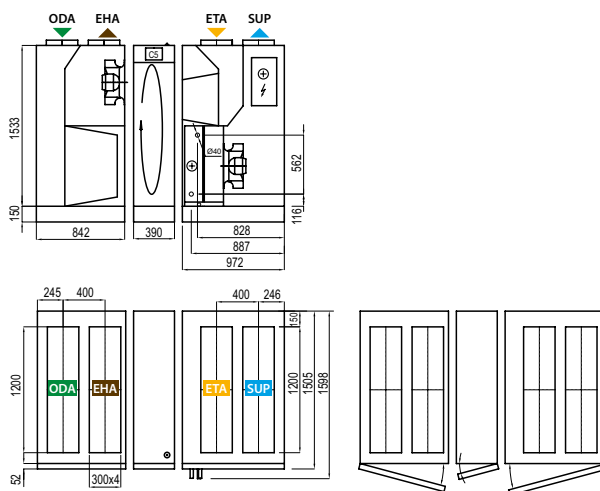 ODA EHA ETA SUP
C5
1533
Ø40
562
150
116
842 390 828
887
972
245 400 400 246
150
1200 ODA EHA ETA SUP 1200 1505 1598
52 300x4